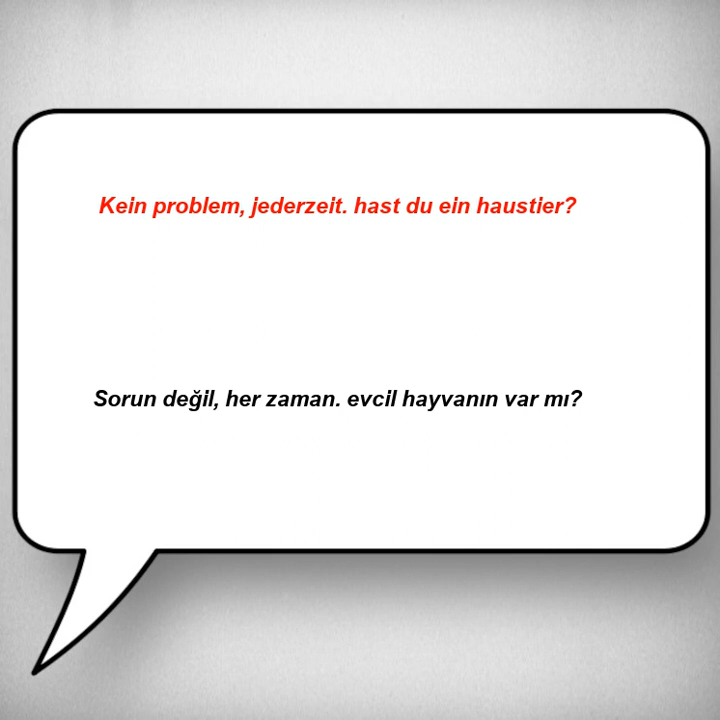 Kein problem, jederzeit. hast du ein haustier?
Sorun değil, her zaman. evcil hayvanın var mı?